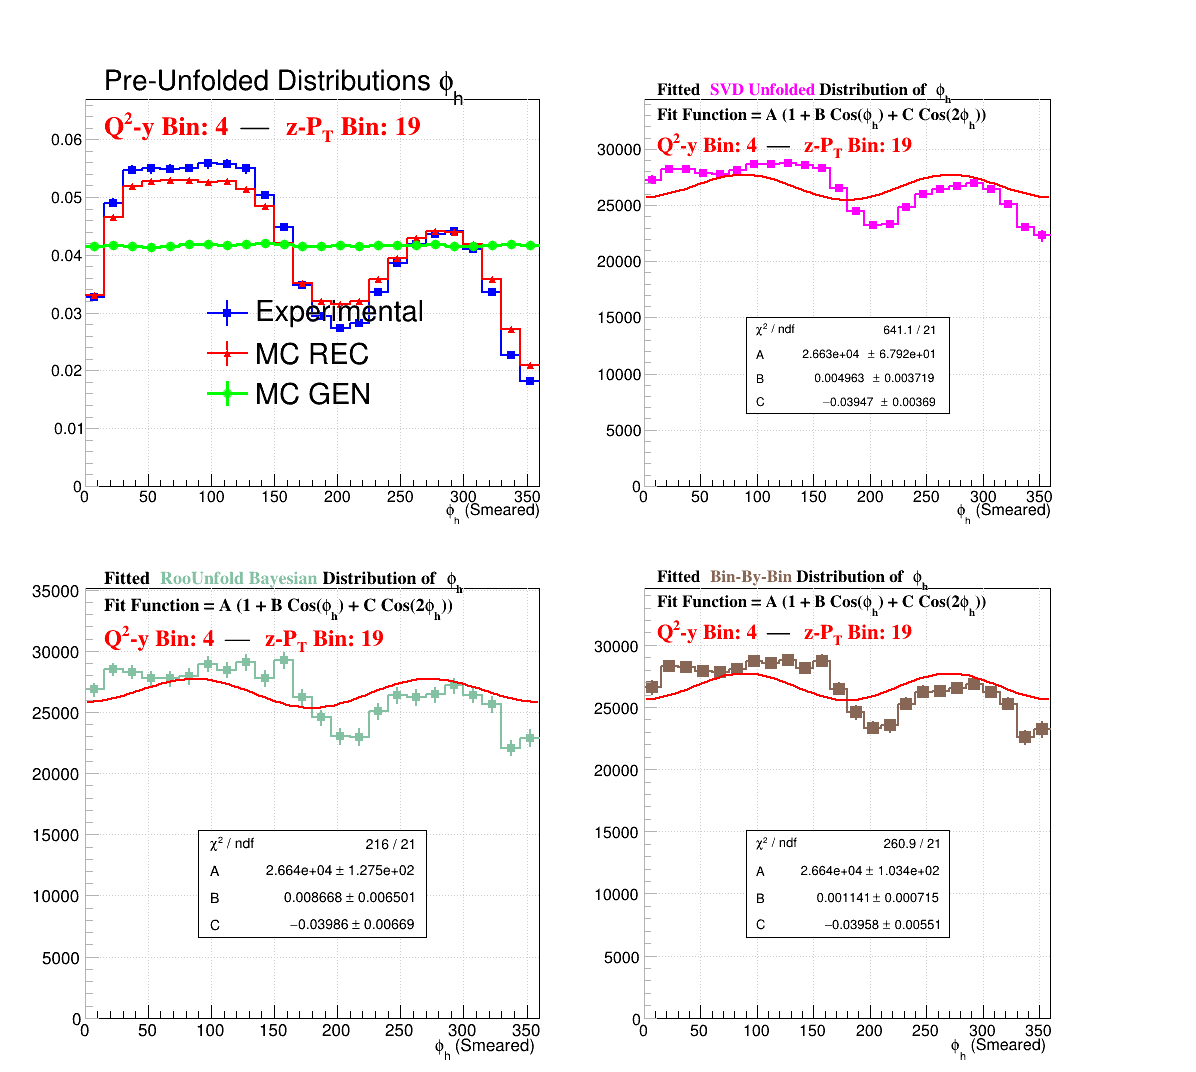 Pre-Unfolded Distributions ϕh
Q²-y Bin: 4 — z-PT Bin: 19
0.06
0.05
0.04
0.03
0.02
0.01
0
Experimental
MC REC
MC GEN
0 50 100 150 200 250 300 350
ϕh (Smeared)
Fitted SVD Unfolded Distribution of ϕh
Fit Function = A (1 + B Cos(ϕh) + C Cos(2ϕh))
Q²-y Bin: 4 — z-PT Bin: 19
30000
25000
20000
15000
10000
5000
0
χ² / ndf 641.1 / 21
A 2.663e+04 ± 6.792e+01
B 0.004963 ± 0.003719
C −0.03947 ± 0.00369
0 50 100 150 200 250 300 350
ϕh (Smeared)
Fitted RooUnfold Bayesian Distribution of ϕh
Fit Function = A (1 + B Cos(ϕh) + C Cos(2ϕh))
Q²-y Bin: 4 — z-PT Bin: 19
35000
30000
25000
20000
15000
10000
5000
0
χ² / ndf 216 / 21
A 2.664e+04 ± 1.275e+02
B 0.008668 ± 0.006501
C −0.03986 ± 0.00669
0 50 100 150 200 250 300 350
ϕh (Smeared)
Fitted Bin-By-Bin Distribution of ϕh
Fit Function = A (1 + B Cos(ϕh) + C Cos(2ϕh))
Q²-y Bin: 4 — z-PT Bin: 19
30000
25000
20000
15000
10000
5000
0
χ² / ndf 260.9 / 21
A 2.664e+04 ± 1.034e+02
B 0.001141 ± 0.000715
C −0.03958 ± 0.00551
0 50 100 150 200 250 300 350
ϕh (Smeared)